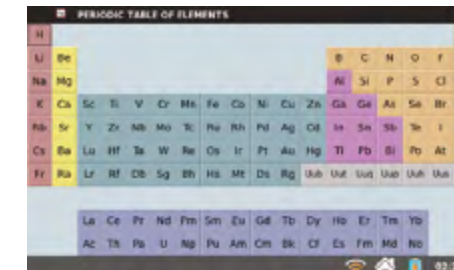 PERIODIC TABLE OF ELEMENTS
H
Li Be B C N O F
Na Mg Al Si P S Cl
K Ca Sc Ti V Cr Mn Fe Co Ni Cu Zn Ga Ge As Se Br
Rb Sr Y Zr Nb Mo Tc Ru Rh Pd Ag Cd In Sn Sb Te I
Cs Ba Lu Hf Ta W Re Os Ir Pt Au Hg Tl Pb Bi Po At
Fr Ra Lr Rf Db Sg Bh Hs Mt Ds Rg Uub Uut Uuq Uup Uuh Uus
La Ce Pr Nd Pm Sm Eu Gd Tb Dy Ho Er Tm Yb
Ac Th Pa U Np Pu Am Cm Bk Cf Es Fm Md No